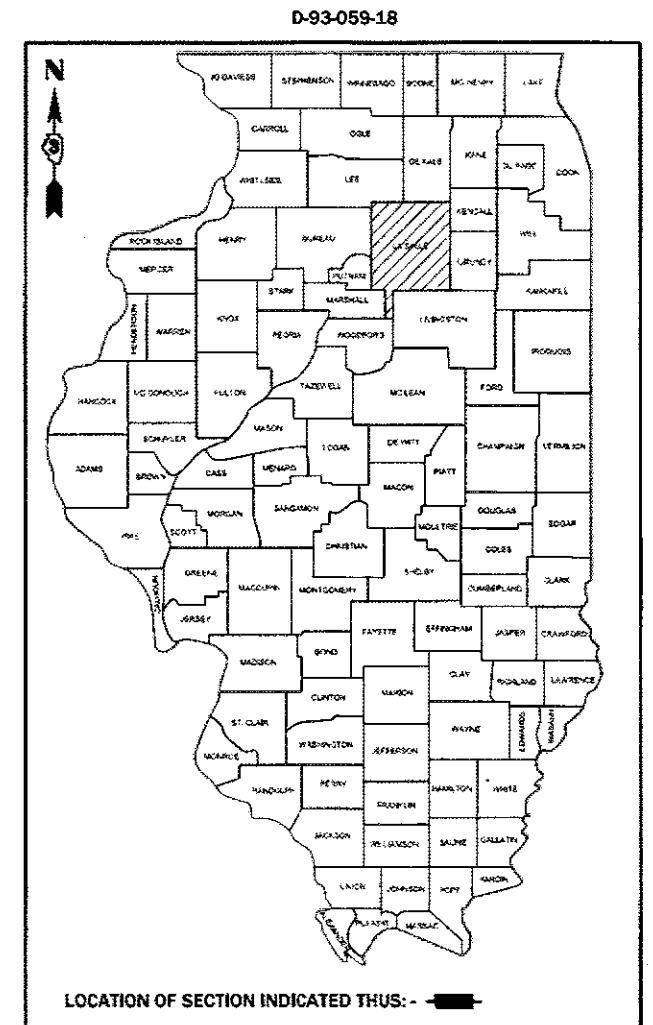 D-93-059-18
N
3
JO DAVIESS STEPHENSON WINNEBAGO BOONE MC HENRY LAKE
CARROLL OGLE
DE KALB KANE DU PAGE COOK
WHITESIDE LEE
KENDALL
ROCK ISLAND HENRY BUREAU LA SALLE WILL
MERCER PUTNAM GRUNDY
STARK MARSHALL KANKAKEE
HENDERSON WARREN KNOX PEORIA WOODFORD LIVINGSTON IROQUOIS
HANCOCK MC DONOUGH FULTON TAZEWELL MCLEAN FORD
MASON
SCHUYLER LOGAN DE WITT CHAMPAIGN VERMILION
ADAMS BROWN CASS MENARD PIATT
MACON
PIKE SCOTT MORGAN SANGAMON MOULTRIE DOUGLAS EDGAR
CHRISTIAN COLES
GREENE SHELBY
CALHOUN MACOUPIN MONTGOMERY CUMBERLAND CLARK
JERSEY
FAYETTE EFFINGHAM JASPER CRAWFORD
MADISON BOND
CLAY RICHLAND LAWRENCE
CLINTON MARION
ST. CLAIR WAYNE EDWARDS WABASH
MONROE WASHINGTON JEFFERSON
RANDOLPH PERRY HAMILTON WHITE
FRANKLIN
JACKSON WILLIAMSON SALINE GALLATIN
UNION JOHNSON POPE HARDIN
ALEXANDER PULASKI MASSAC
LOCATION OF SECTION INDICATED THUS: -